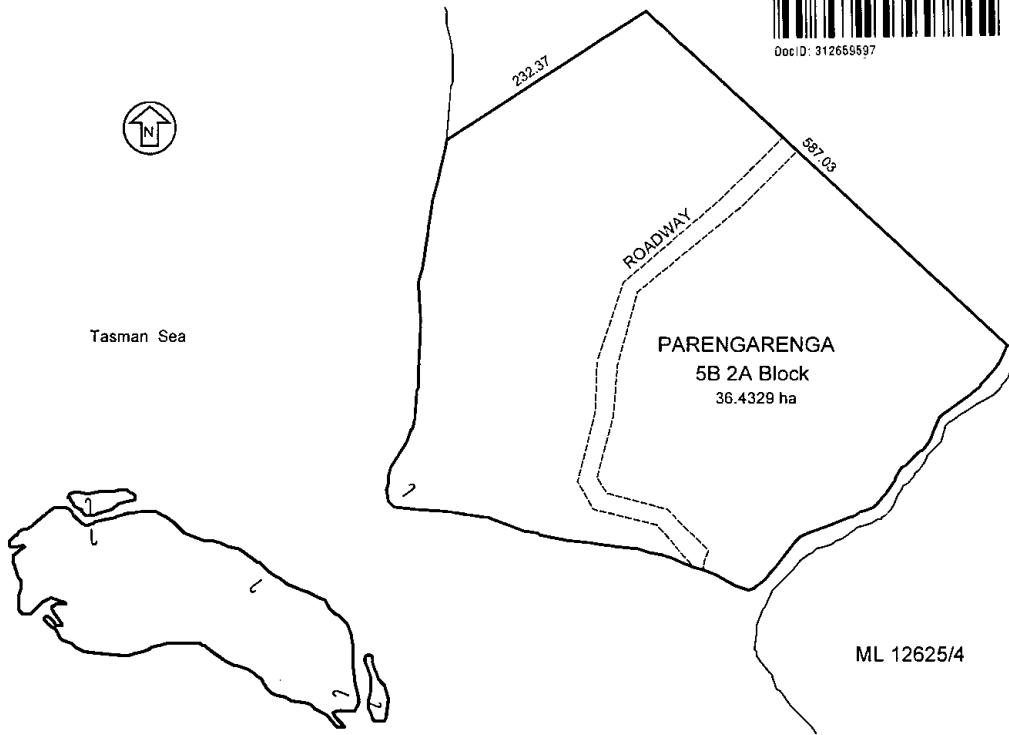 DocID: 312659597
232.37
N
587.03
ROADWAY
Tasman Sea
PARENGARENGA
5B 2A Block
36.4329 ha
ML 12625/4